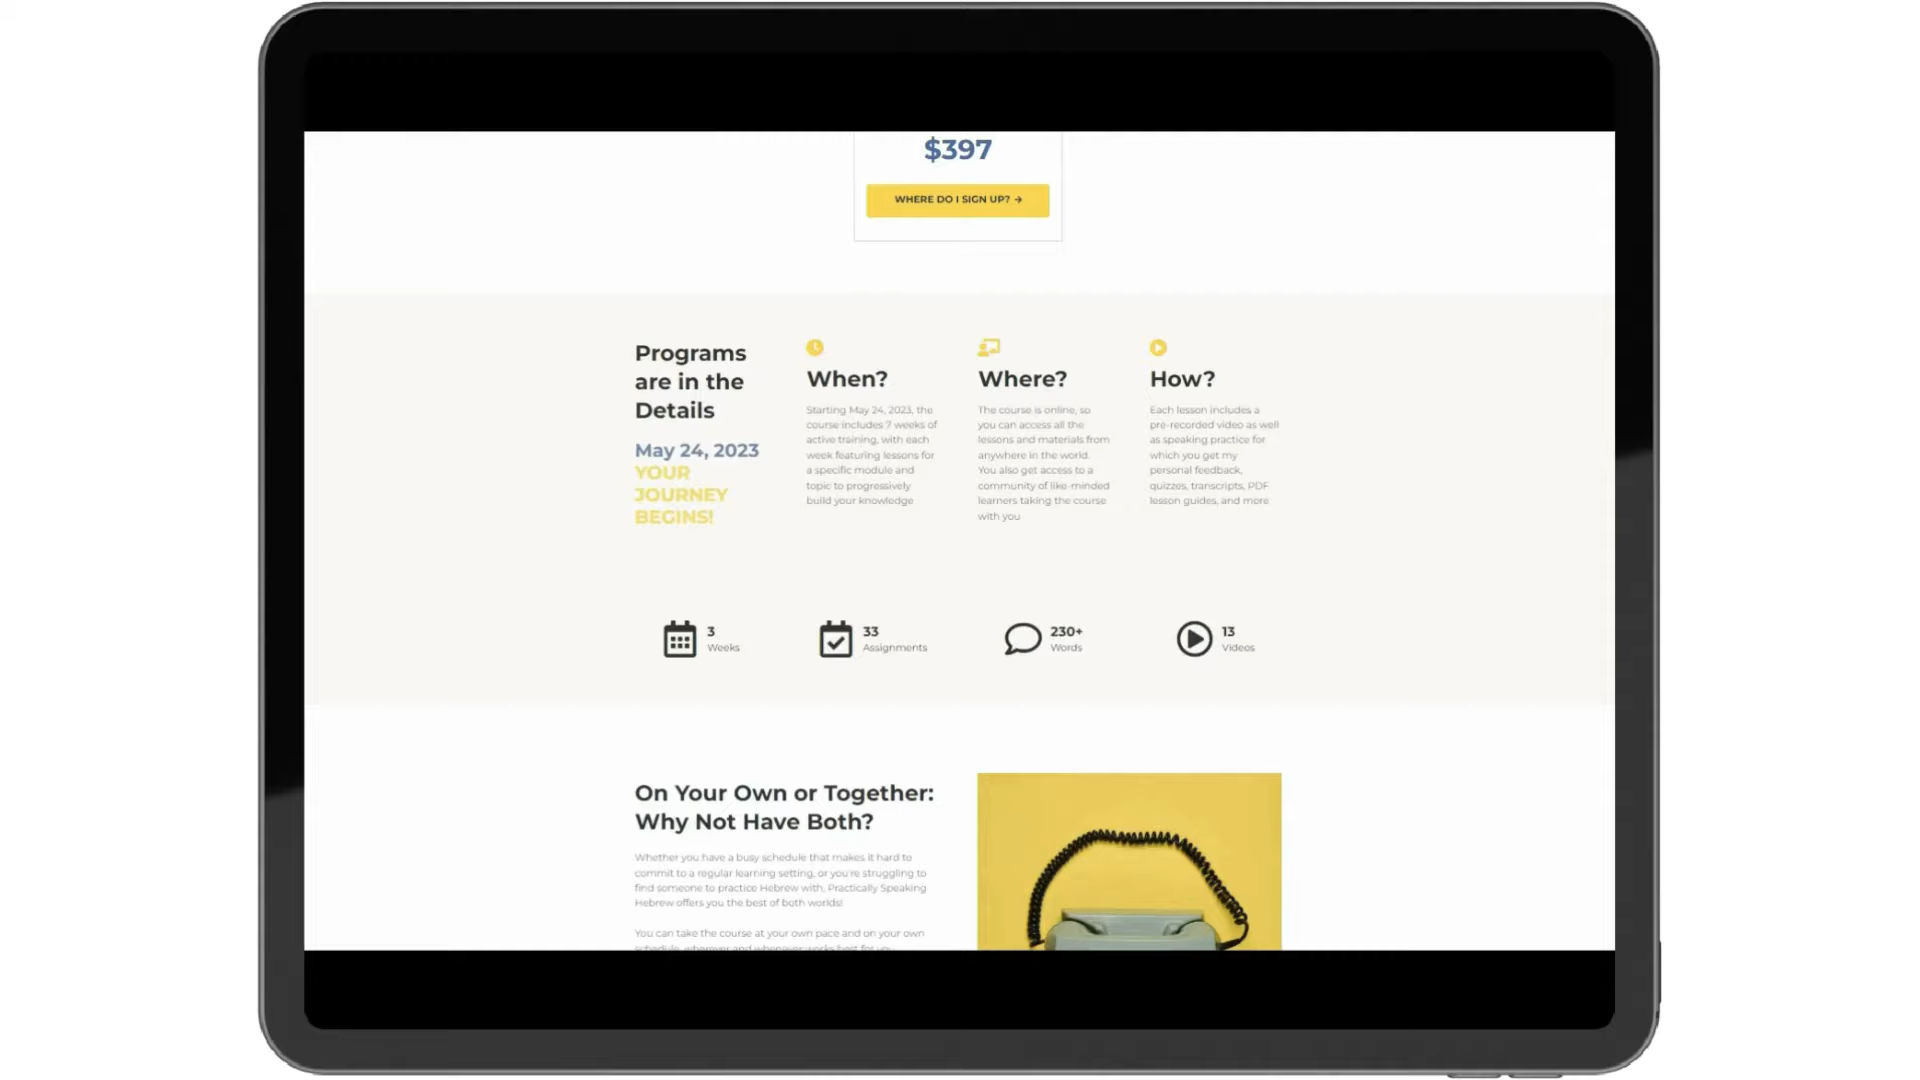 $397
WHERE DO I SIGN UP? →
Programs
are in the
Details
May 24, 2023
YOUR
JOURNEY
BEGINS!
When?
Starting May 24, 2023, the
course includes 7 weeks of
active training, with each
week featuring lessons for
a specific module and
topic to progressively
build your knowledge
Where?
The course is online, so
you can access all the
lessons and materials from
anywhere in the world.
You also get access to a
community of like-minded
learners taking the course
with you
How?
Each lesson includes a
pre-recorded video as well
as speaking practice for
which you get my
personal feedback,
quizzes, transcripts, PDF
lesson guides, and more
3
Weeks
33
Assignments
230+
Words
13
Videos
On Your Own or Together:
Why Not Have Both?
Whether you have a busy schedule that makes it hard to
commit to a regular learning setting, or you're struggling to
find someone to practice Hebrew with, Practically Speaking
Hebrew offers you the best of both worlds!
You can take the course at your own pace and on your own
schedule, wherever and whenever works best for you